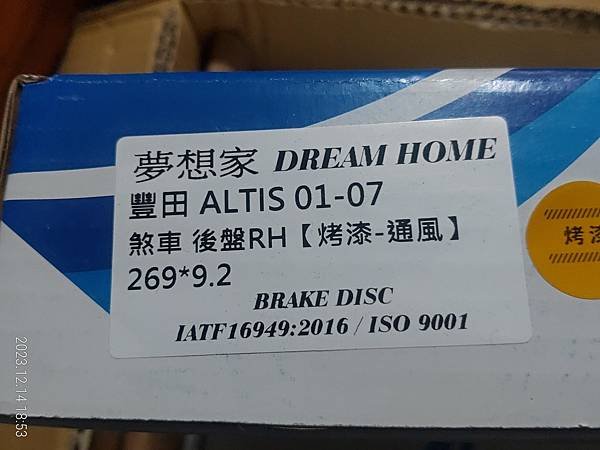 夢想家 DREAM HOME
豐田 ALTIS 01-07
煞車 後盤RH【烤漆-通風】
269*9.2
BRAKE DISC
IATF16949:2016 / ISO 9001
烤漆
2023.12.14 18:53